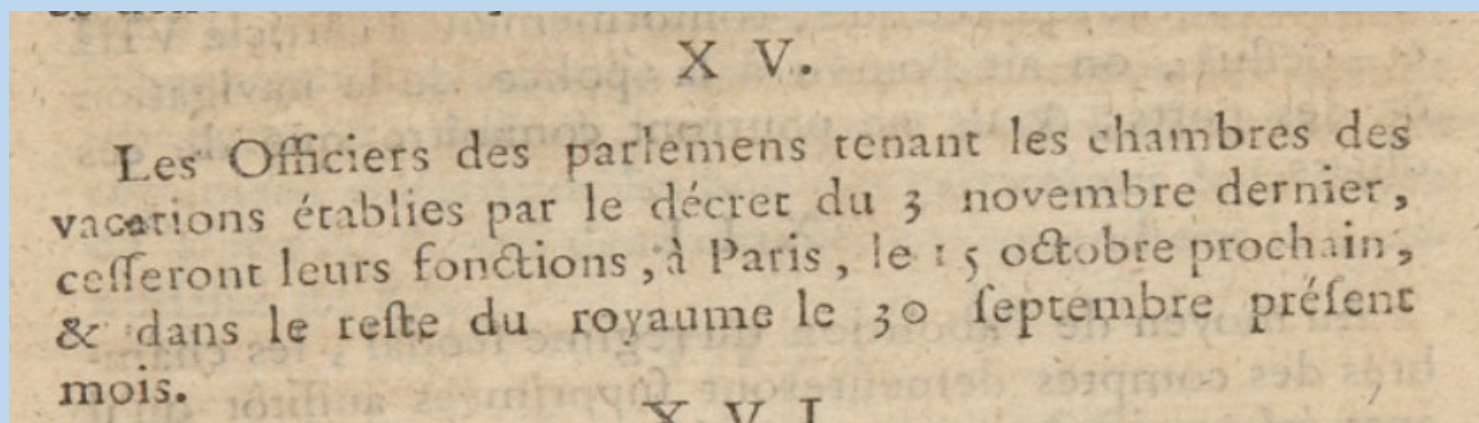 X V.
Les Officiers des parlemens tenant les chambres des
vacations établies par le décret du 3 novembre dernier,
cesseront leurs fonctions, à Paris, le 15 octobre prochain,
& dans le reste du royaume le 30 septembre présent
mois.
X V I